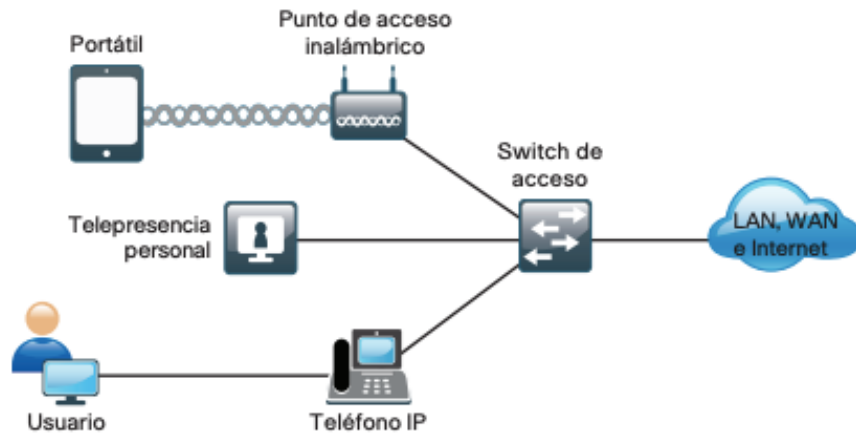 Punto de acceso
inalámbrico
Portátil
Switch de
acceso
Telepresencia
personal
LAN, WAN
e Internet
Usuario
Teléfono IP